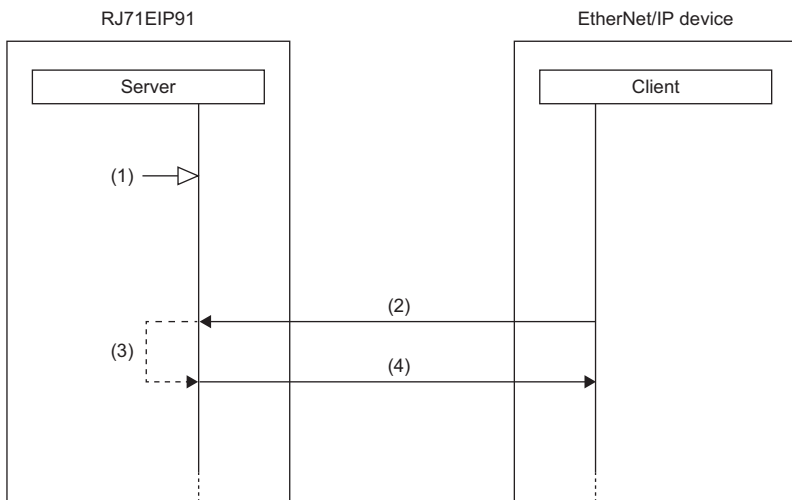 RJ71EIP91
EtherNet/IP device
Server
Client
(1)
(2)
(3)
(4)